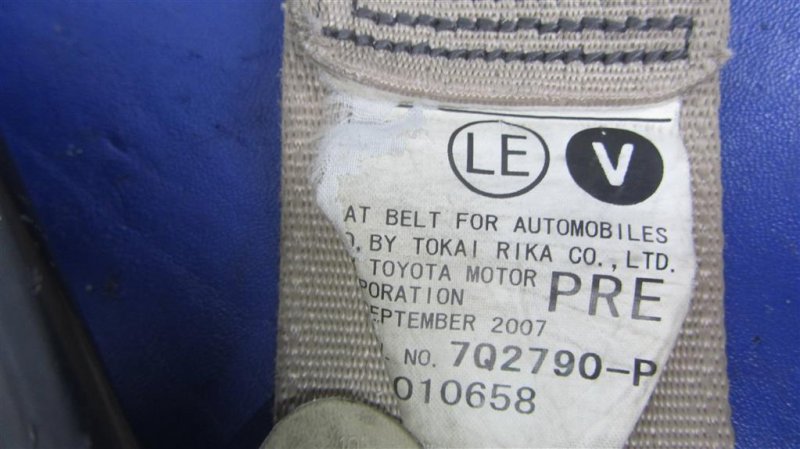 LE V
AT BELT FOR AUTOMOBILES
. BY TOKAI RIKA CO., LTD.
TOYOTA MOTOR
PORATION PRE
EPTEMBER 2007
. NO. 7Q2790-P
010658